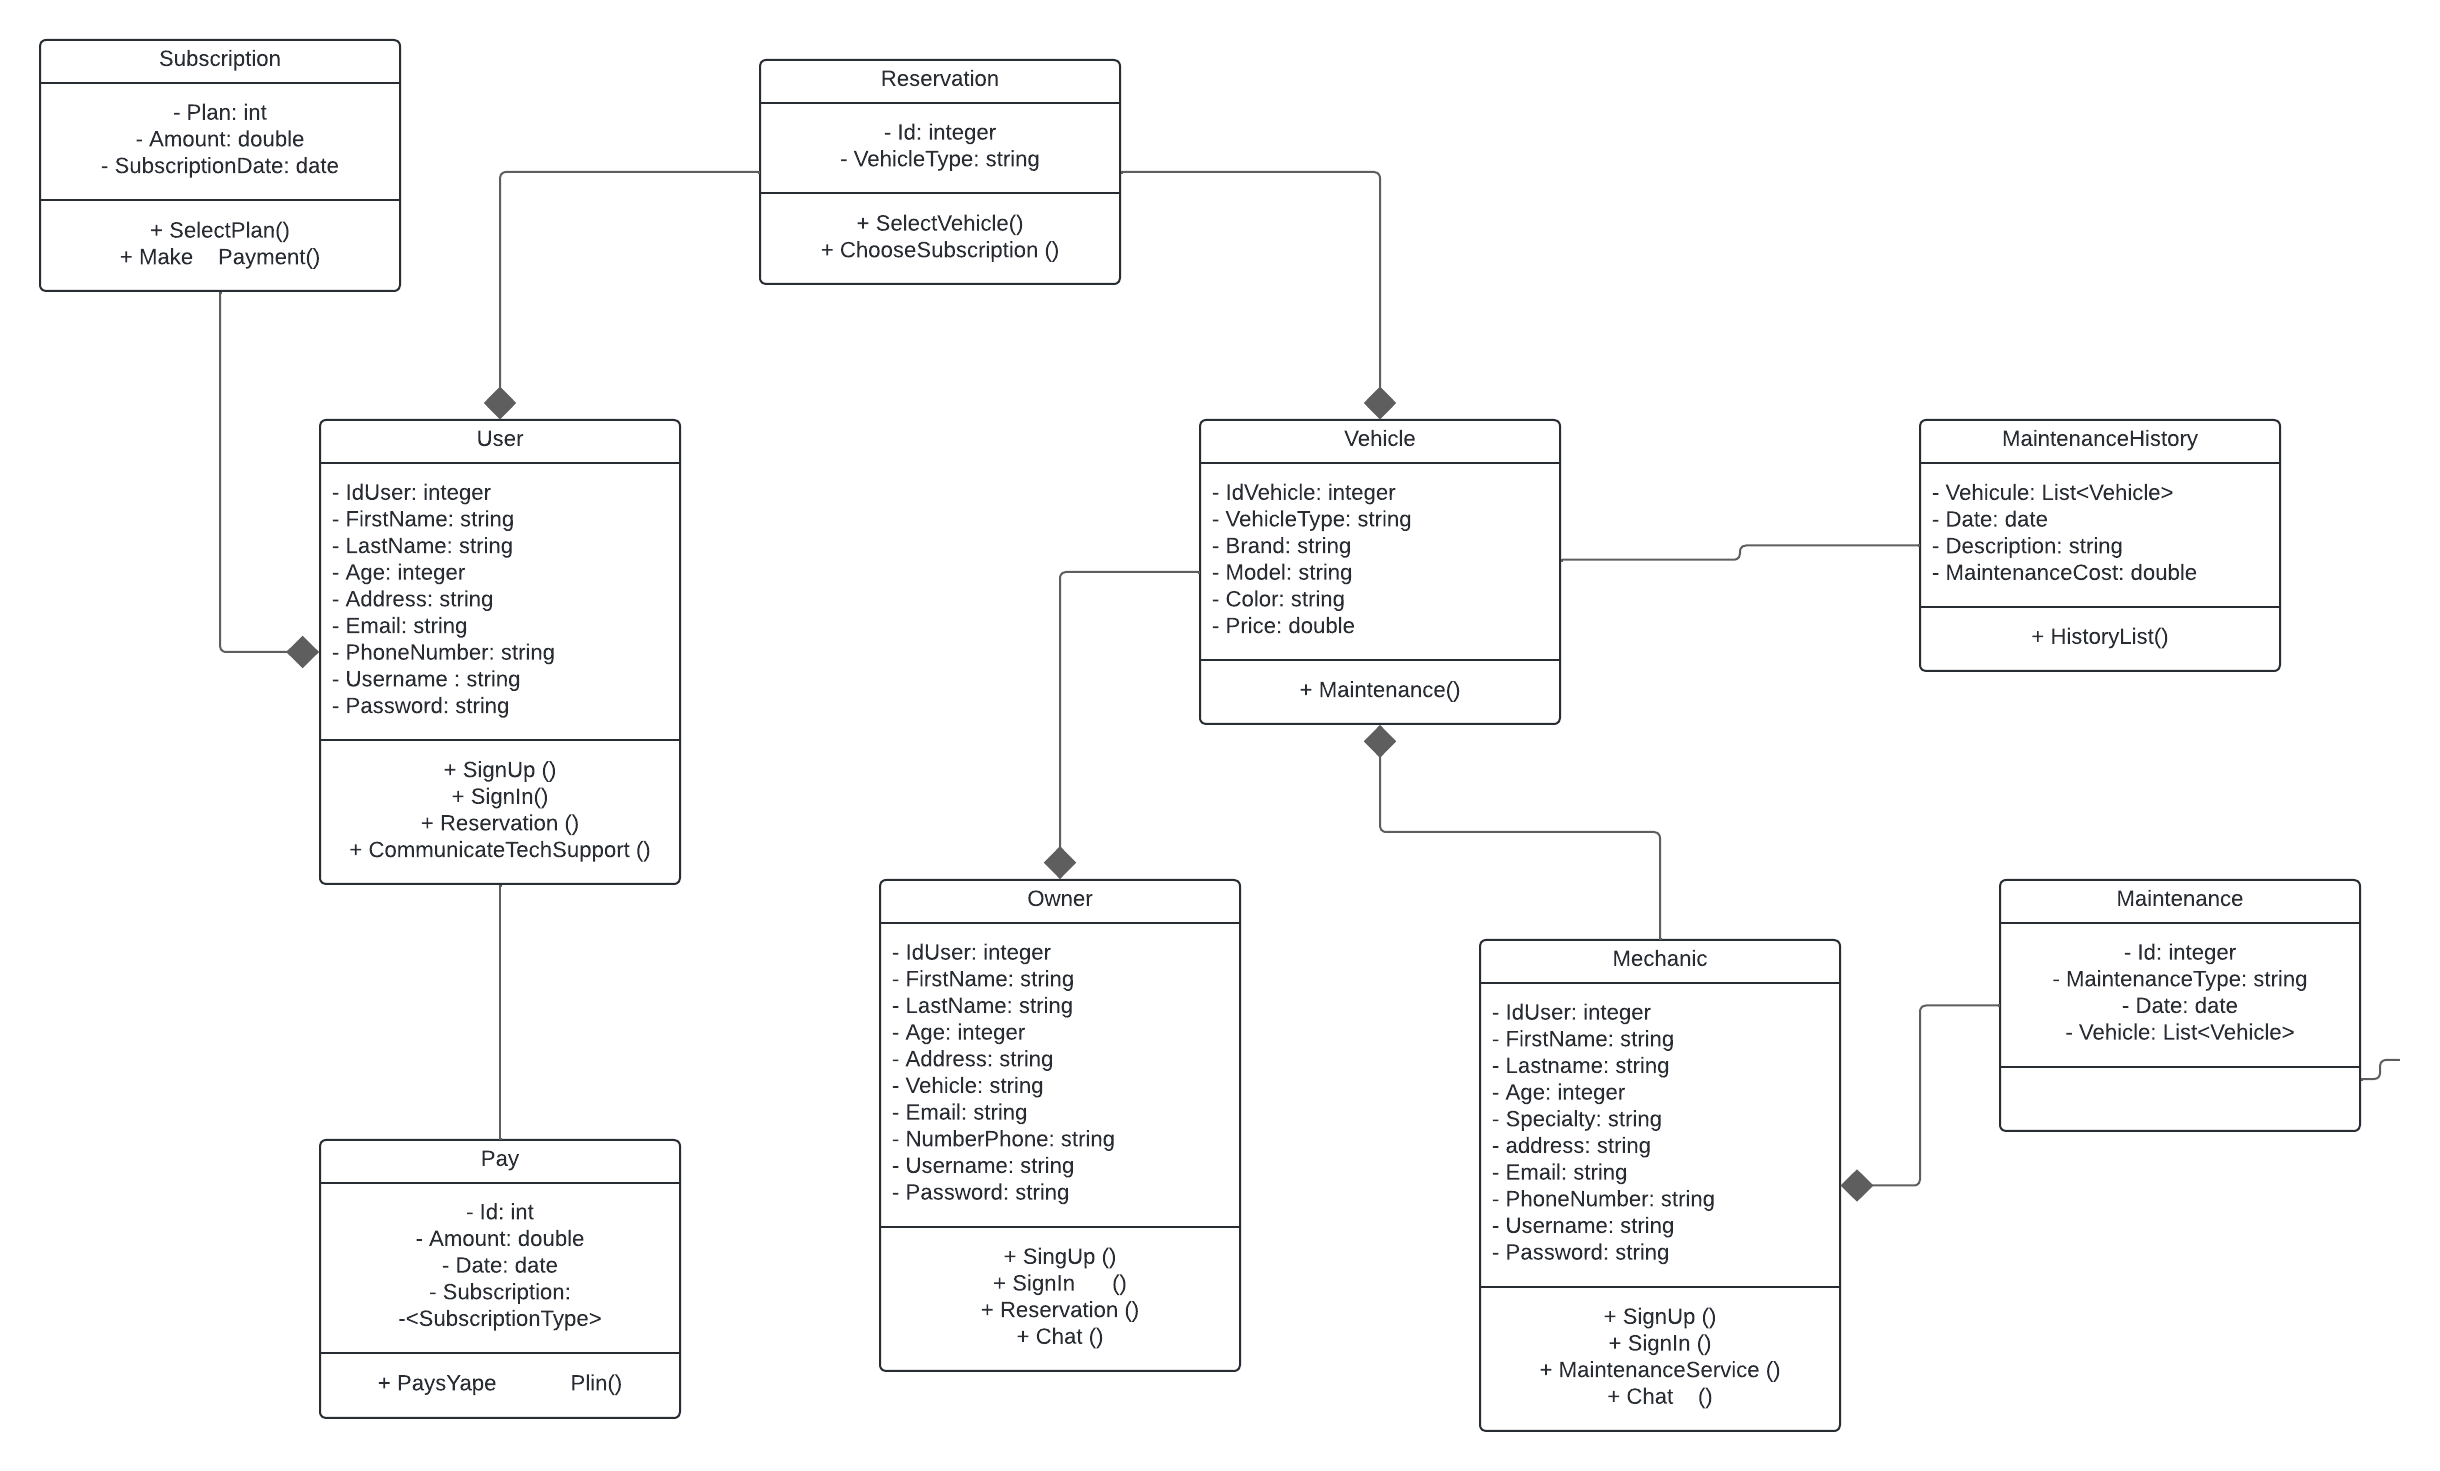 Subscription
- Plan: int
- Amount: double
- SubscriptionDate: date
+ SelectPlan()
+ Make    Payment()
Reservation
- Id: integer
- VehicleType: string
+ SelectVehicle()
+ ChooseSubscription ()
User
- IdUser: integer
- FirstName: string
- LastName: string
- Age: integer
- Address: string
- Email: string
- PhoneNumber: string
- Username : string
- Password: string
+ SignUp ()
+ SignIn()
+ Reservation ()
+ CommunicateTechSupport ()
Vehicle
- IdVehicle: integer
- VehicleType: string
- Brand: string
- Model: string
- Color: string
- Price: double
+ Maintenance()
MaintenanceHistory
- Vehicule: List<Vehicle>
- Date: date
- Description: string
- MaintenanceCost: double
+ HistoryList()
Owner
- IdUser: integer
- FirstName: string
- LastName: string
- Age: integer
- Address: string
- Vehicle: string
- Email: string
- NumberPhone: string
- Username: string
- Password: string
+ SingUp ()
+ SignIn      ()
+ Reservation ()
+ Chat ()
Mechanic
- IdUser: integer
- FirstName: string
- Lastname: string
- Age: integer
- Specialty: string
- address: string
- Email: string
- PhoneNumber: string
- Username: string
- Password: string
+ SignUp ()
+ SignIn ()
+ MaintenanceService ()
+ Chat    ()
Maintenance
- Id: integer
- MaintenanceType: string
- Date: date
- Vehicle: List<Vehicle>
Pay
- Id: int
- Amount: double
- Date: date
- Subscription:
-<SubscriptionType>
+ PaysYape            Plin()